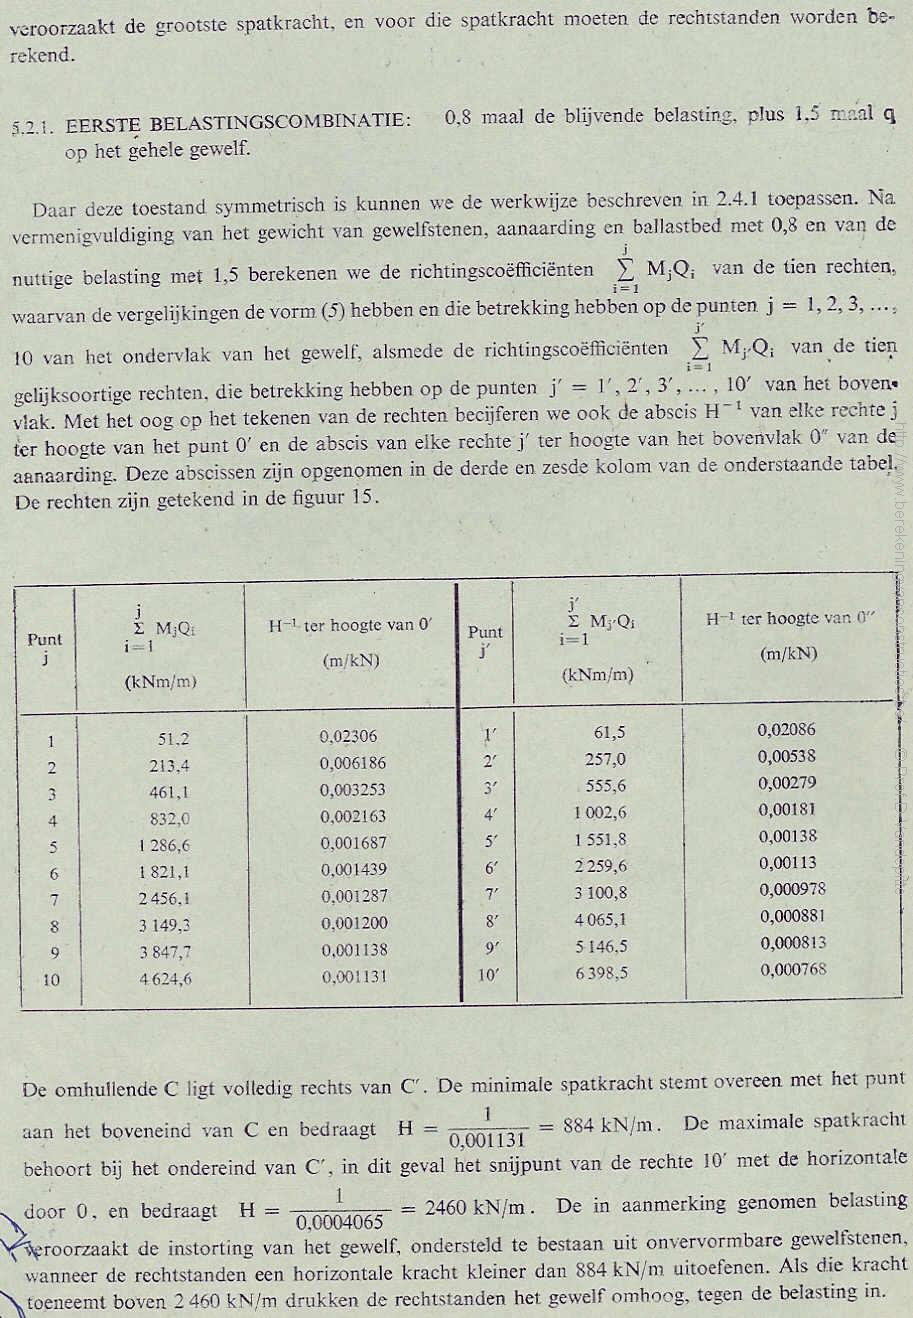 veroorzaakt de grootste spatkracht, en voor die spatkracht moeten de rechtstanden worden be-
rekend.
5.2.1. EERSTE BELASTINGSCOMBINATIE: 0,8 maal de blijvende belasting, plus 1,5 maal q
op het gehele gewelf.
Daar deze toestand symmetrisch is kunnen we de werkwijze beschreven in 2.4.1 toepassen. Na
vermenigvuldiging van het gewicht van gewelfstenen, aanaarding en ballastbed met 0,8 en van de
nuttige belasting met 1,5 berekenen we de richtingscoëfficiënten j Σ i=1 MjQi van de tien rechten,
waarvan de vergelijkingen de vorm (5) hebben en die betrekking hebben op de punten j = 1, 2, 3, ...,
10 van het ondervlak van het gewelf, alsmede de richtingscoëfficiënten j′ Σ i=1 Mj′Qi van de tien
gelijksoortige rechten, die betrekking hebben op de punten j′ = 1′, 2′, 3′, ... , 10′ van het boven-
vlak. Met het oog op het tekenen van de rechten becijferen we ook de abscis H⁻¹ van elke rechte j
ter hoogte van het punt 0′ en de abscis van elke rechte j′ ter hoogte van het bovenvlak 0″ van de
aanaarding. Deze abscissen zijn opgenomen in de derde en zesde kolom van de onderstaande tabel.
De rechten zijn getekend in de figuur 15.
Punt j | j Σ i=1 MjQi (kNm/m) | H⁻¹ ter hoogte van 0′ (m/kN) | Punt j′ | j′ Σ i=1 Mj′Qi (kNm/m) | H⁻¹ ter hoogte van 0″ (m/kN)
1 51,2 0,02306 1′ 61,5 0,02086
2 213,4 0,006186 2′ 257,0 0,00538
3 461,1 0,003253 3′ 555,6 0,00279
4 832,0 0,002163 4′ 1 002,6 0,00181
5 1 286,6 0,001687 5′ 1 551,8 0,00138
6 1 821,1 0,001439 6′ 2 259,6 0,00113
7 2 456,1 0,001287 7′ 3 100,8 0,000978
8 3 149,3 0,001200 8′ 4 065,1 0,000881
9 3 847,7 0,001138 9′ 5 146,5 0,000813
10 4 624,6 0,001131 10′ 6 398,5 0,000768
De omhullende C ligt volledig rechts van C′. De minimale spatkracht stemt overeen met het punt
aan het boveneind van C en bedraagt H = 1/0,001131 = 884 kN/m. De maximale spatkracht
behoort bij het ondereind van C′, in dit geval het snijpunt van de rechte 10′ met de horizontale
door 0, en bedraagt H = 1/0,0004065 = 2460 kN/m. De in aanmerking genomen belasting
veroorzaakt de instorting van het gewelf, ondersteld te bestaan uit onvervormbare gewelfstenen,
wanneer de rechtstanden een horizontale kracht kleiner dan 884 kN/m uitoefenen. Als die kracht
toeneemt boven 2 460 kN/m drukken de rechtstanden het gewelf omhoog, tegen de belasting in.